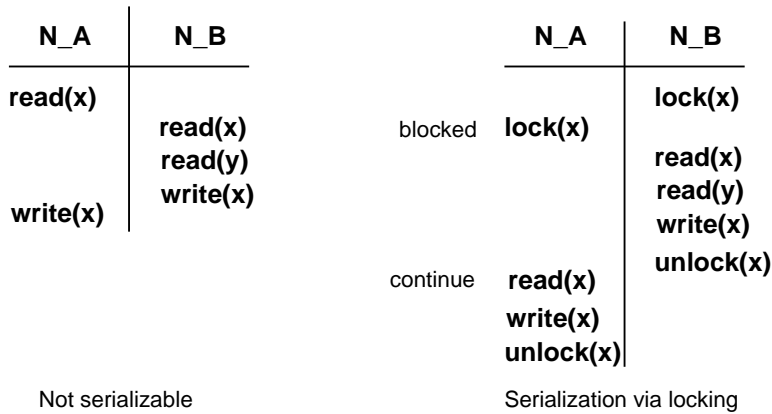 N_A N_B
read(x)
read(x)
read(y)
write(x)
write(x)
Not serializable
N_A N_B
lock(x)
blocked lock(x)
read(x)
read(y)
write(x)
unlock(x)
continue read(x)
write(x)
unlock(x)
Serialization via locking